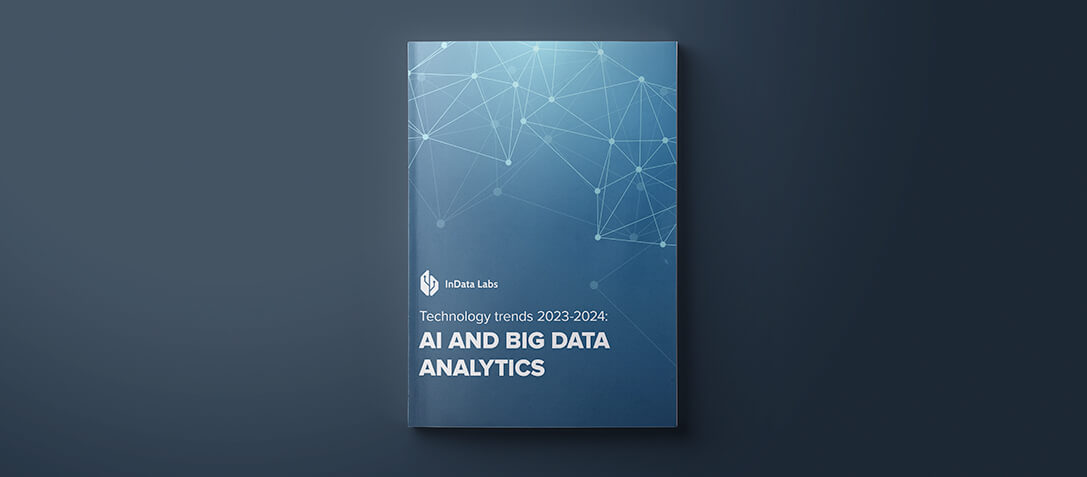 InData Labs
Technology trends 2023-2024:
AI AND BIG DATA
ANALYTICS